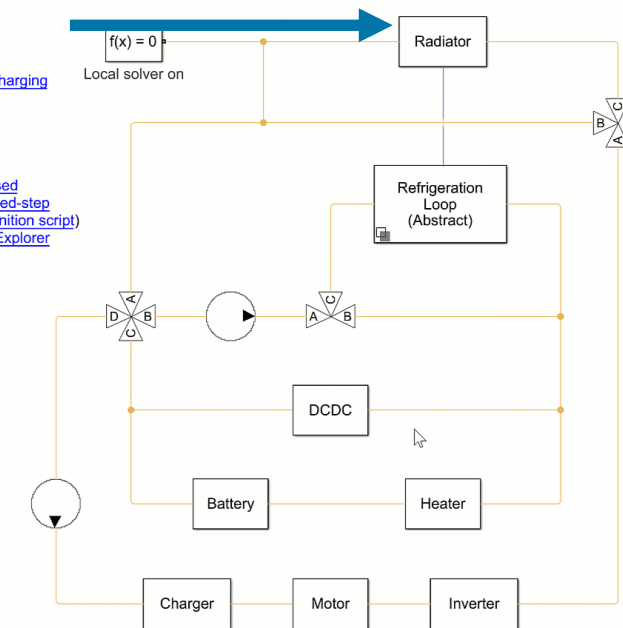 f(x) = 0
Radiator
Local solver on
harging
C
B
A
sed
ed-step
nition script)
Explorer
Refrigeration
Loop
(Abstract)
A
D B
C
C
A B
DCDC
Battery
Heater
Charger
Motor
Inverter